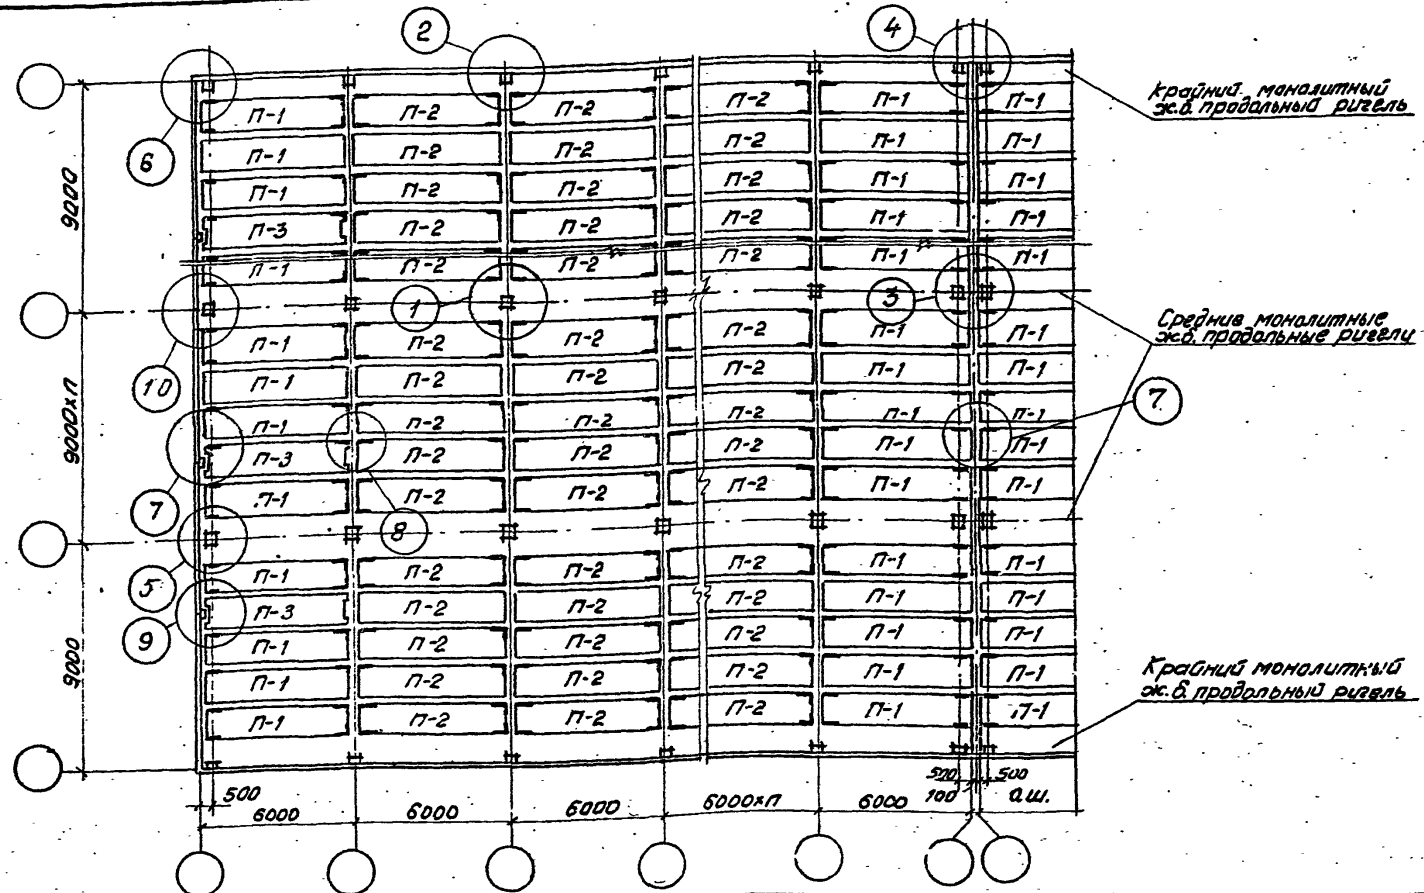 2
4
Крайний монолитный
ж.б. продольный ригель
6
П-1 П-2 П-2 П-2 П-1 П-1
П-1 П-2 П-2 П-2 П-1 П-1
П-1 П-2 П-2 П-2 П-1 П-1
П-3 П-2 П-2 П-2 П-1 П-1
П-1 П-2 П-2 П-2 П-1 П-1
9000
1
3
Средние монолитные
ж.б. продольные ригели
10
П-1 П-2 П-2 П-2 П-1 П-1
П-1 П-2 П-2 П-2 П-1 П-1
П-1 П-2 П-2 П-2 П-1 П-1
П-3 П-2 П-2 П-2 П-1 П-1
П-1 П-2 П-2 П-2 П-1 П-1
9000хп
7
7
8
5
9
П-1 П-2 П-2 П-2 П-1 П-1
П-3 П-2 П-2 П-2 П-1 П-1
П-1 П-2 П-2 П-2 П-1 П-1
П-1 П-2 П-2 П-2 П-1 П-1
П-1 П-2 П-2 П-2 П-1 П-1
9000
Крайний монолитный
ж.б. продольный ригель
500 500 500
100 а.ш.
6000 6000 6000 6000хп 6000